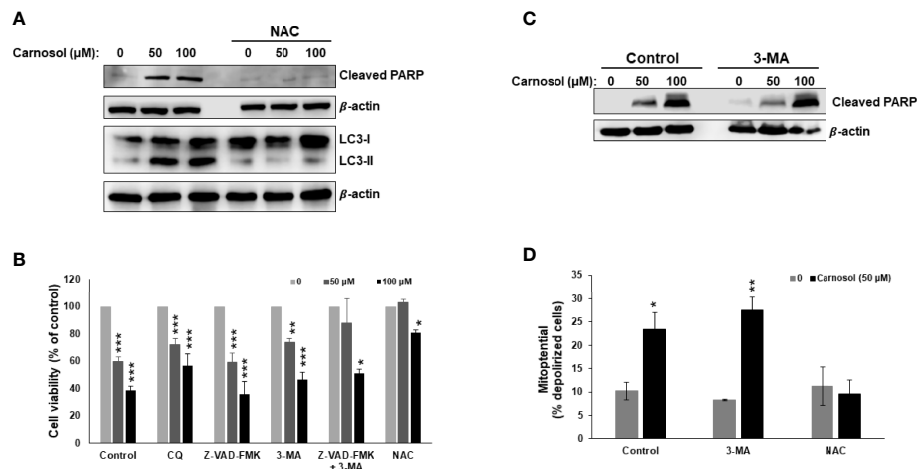 A
NAC
Carnosol (µM): 0 50 100 0 50 100
Cleaved PARP
β-actin
LC3-I
LC3-II
β-actin
B
Cell viability (% of control)
120
100
80
60
40
20
0
0 50 µM 100 µM
*** *** *** *** *** *** ** *** * *
Control CQ Z-VAD-FMK 3-MA Z-VAD-FMK + 3-MA NAC
C
Control 3-MA
Carnosol (µM): 0 50 100 0 50 100
Cleaved PARP
β-actin
D
Mitoptential
(% depolirized cells)
35
30
25
20
15
10
5
0
0 Carnosol (50 µM)
* **
Control 3-MA NAC